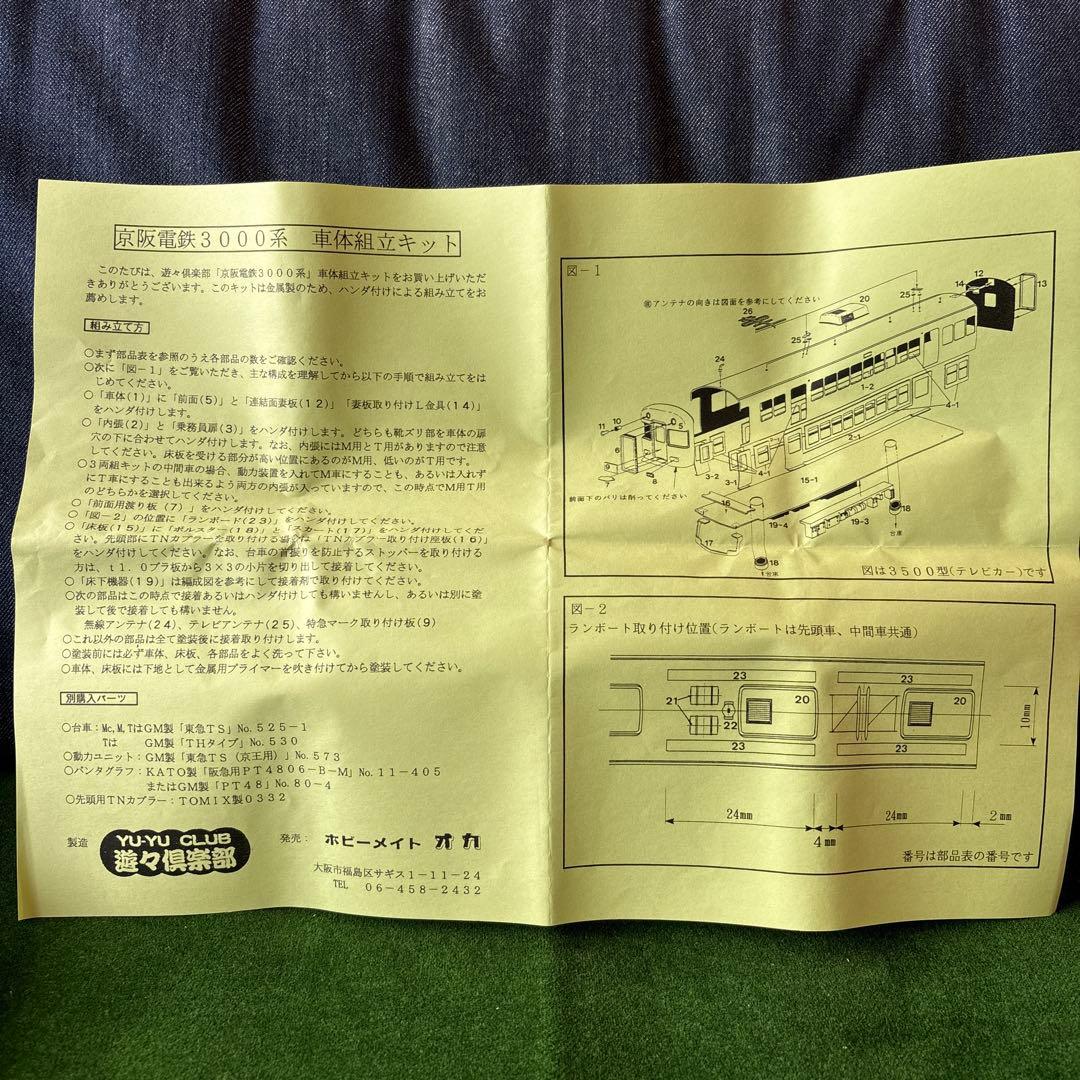 京阪電鉄3000系　車体組立キット
このたびは、遊々倶楽部「京阪電鉄3000系」車体組立キットをお買い上げいただ
きありがとうございます。このキットは金属製のため、ハンダ付けによる組み立てをお
薦めします。
組み立て方
○まず部品表を参照のうえ各部品の数をご確認ください。
○次に「図－1」をご覧いただき、主な構成を理解してから以下の手順で組み立てをは
じめてください。
○「車体(1)」に「前面(5)」と「連結面妻板(12)」「妻板取り付けL金具(14)」
をハンダ付けします。
○「内張(2)」と「乗務員扉(3)」をハンダ付けします。どちらも靴ズリ部を車体の扉
穴の下に合わせてハンダ付けします。なお、内張にはM用とT用がありますので注意
してください。床板を受ける部分が高い位置にあるのがM用、低いのがT用です。
○3両組キットの中間車の場合、動力装置を入れてM車にすることも、あるいは入れず
にT車にすることも出来るよう両方の内張が入っていますので、この時点でM用T用
のどちらかを選択してください。
○「前面用渡り板(7)」をハンダ付けしてください。
○「図－2」の位置に「ランボード(23)」をハンダ付けしてください。
○「床板(15)」に「ボルスター(18)」と「スカート(17)」をハンダ付けしてくだ
さい。先頭部にTNカプラーを取り付ける場合は「TNカプラー取り付け座板(16)」
をハンダ付けしてください。なお、台車の首振りを防止するストッパーを取り付ける
方は、t1.0プラ板から3×3の小片を切り出して接着してください。
○「床下機器(19)」は編成図を参考にして接着剤で取り付けてください。
○次の部品はこの時点で接着あるいはハンダ付けしても構いませんし、あるいは別に塗
装して後で接着しても構いません。
無線アンテナ(24)、テレビアンテナ(25)、特急マーク取り付け板(9)
○これ以外の部品は全て塗装後に接着取り付けします。
○塗装前には必ず車体、床板、各部品をよく洗って下さい。
○車体、床板には下地として金属用プライマーを吹き付けてから塗装してください。
別購入パーツ
○台車：Mc,M,TはGM製「東急TS」No.525－1
Tは　GM製「THタイプ」No.530
○動力ユニット：GM製「東急TS(京王用)」No.573
○パンタグラフ：KATO製「阪急用PT4806－B－M」No.11－405
またはGM製「PT48」No.80－4
○先頭用TNカプラー：TOMIX製0332
製造
YU-YU CLUB
遊々倶楽部
発売：ホビーメイト オカ
大阪市福島区サギス1－11－24
TEL　06－458－2432
図－1
アンテナの向きは図面を参考にしてください
26
20
25
25
12
14
13
24
1-2
4-1
11
10
5
6
8
3-2
3-1
4-1
2-1
15-1
前面下のバリは削ってください
16
17
19-4
19-3
18
台車
18
台車
図は3500型(テレビカー)です
図－2
ランボート取り付け位置(ランボートは先頭車、中間車共通)
23
23
21
22
20
20
23
23
10mm
24mm
4mm
24mm
2mm
番号は部品表の番号です